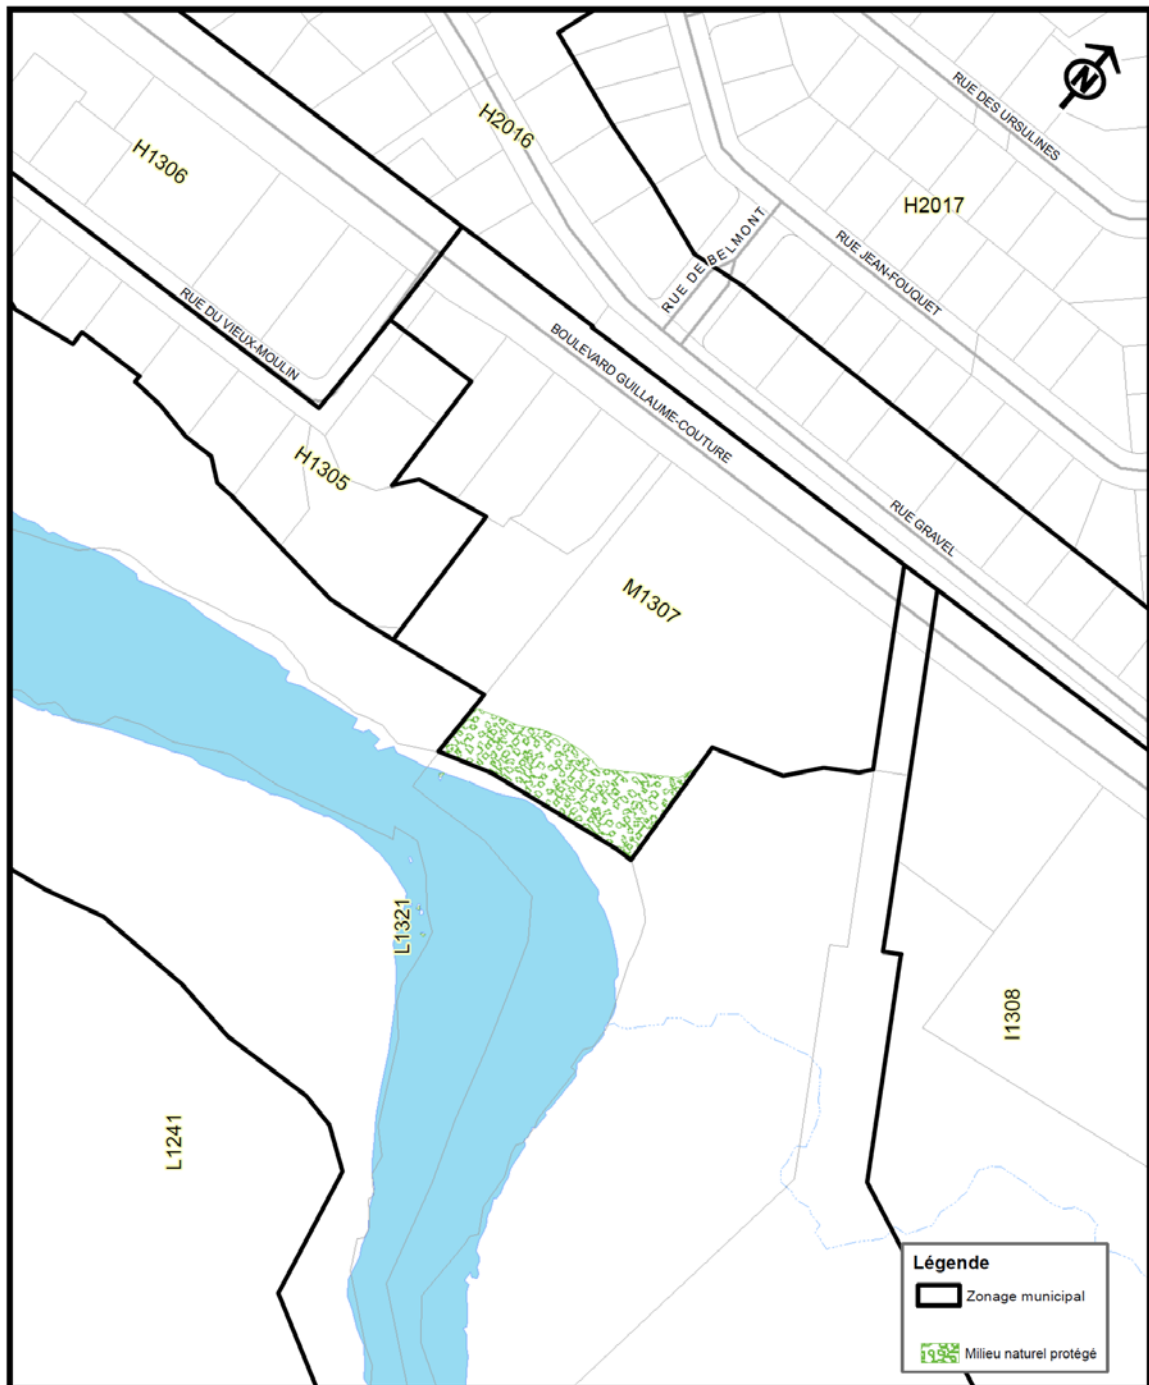 N
RUE DES URSULINES
H2016
H1306
H2017
RUE DE BELMONT
RUE JEAN-FOUQUET
RUE DU VIEUX-MOULIN
BOULEVARD GUILLAUME-COUTURE
H1305
RUE GRAVEL
M1307
L1321
I1308
L1241
Légende
Zonage municipal
Milieu naturel protégé